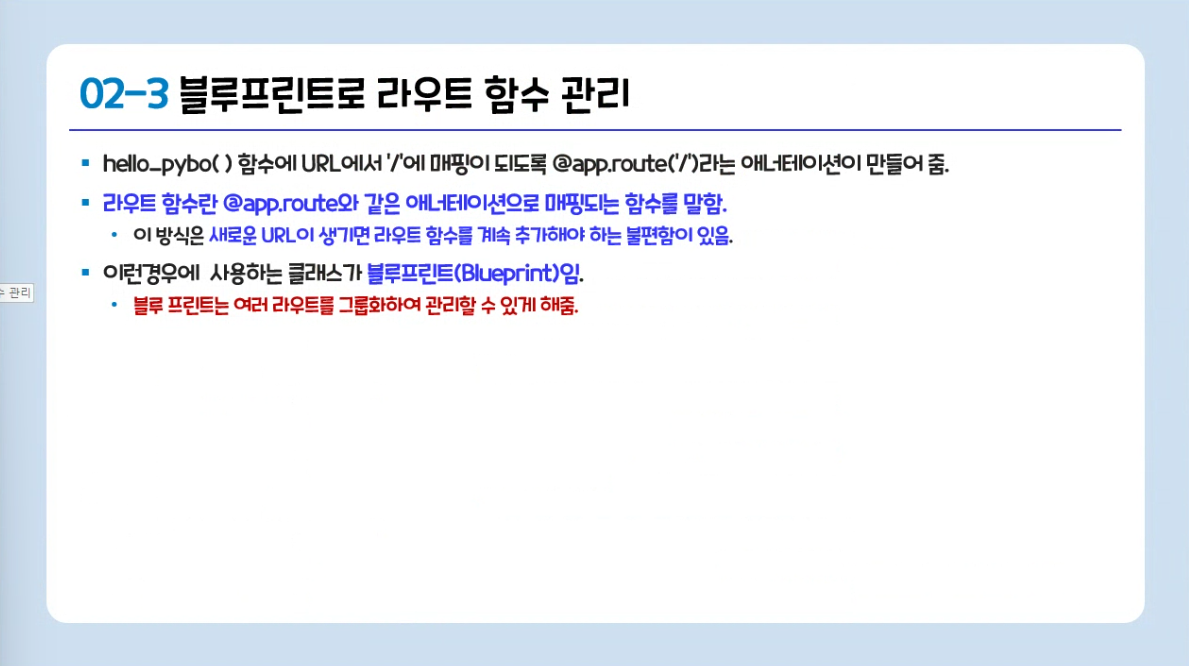 02-3 블루프린트로 라우트 함수 관리
▪ hello_pybo( ) 함수에 URL에서 '/'에 매핑이 되도록 @app.route('/')라는 애너테이션이 만들어 줌.
▪ 라우트 함수란 @app.route와 같은 애너테이션으로 매핑되는 함수를 말함.
• 이 방식은 새로운 URL이 생기면 라우트 함수를 계속 추가해야 하는 불편함이 있음.
▪ 이런경우에 사용하는 클래스가 블루프린트(Blueprint)임.
수 관리
• 블루 프린트는 여러 라우트를 그룹화하여 관리할 수 있게 해줌.